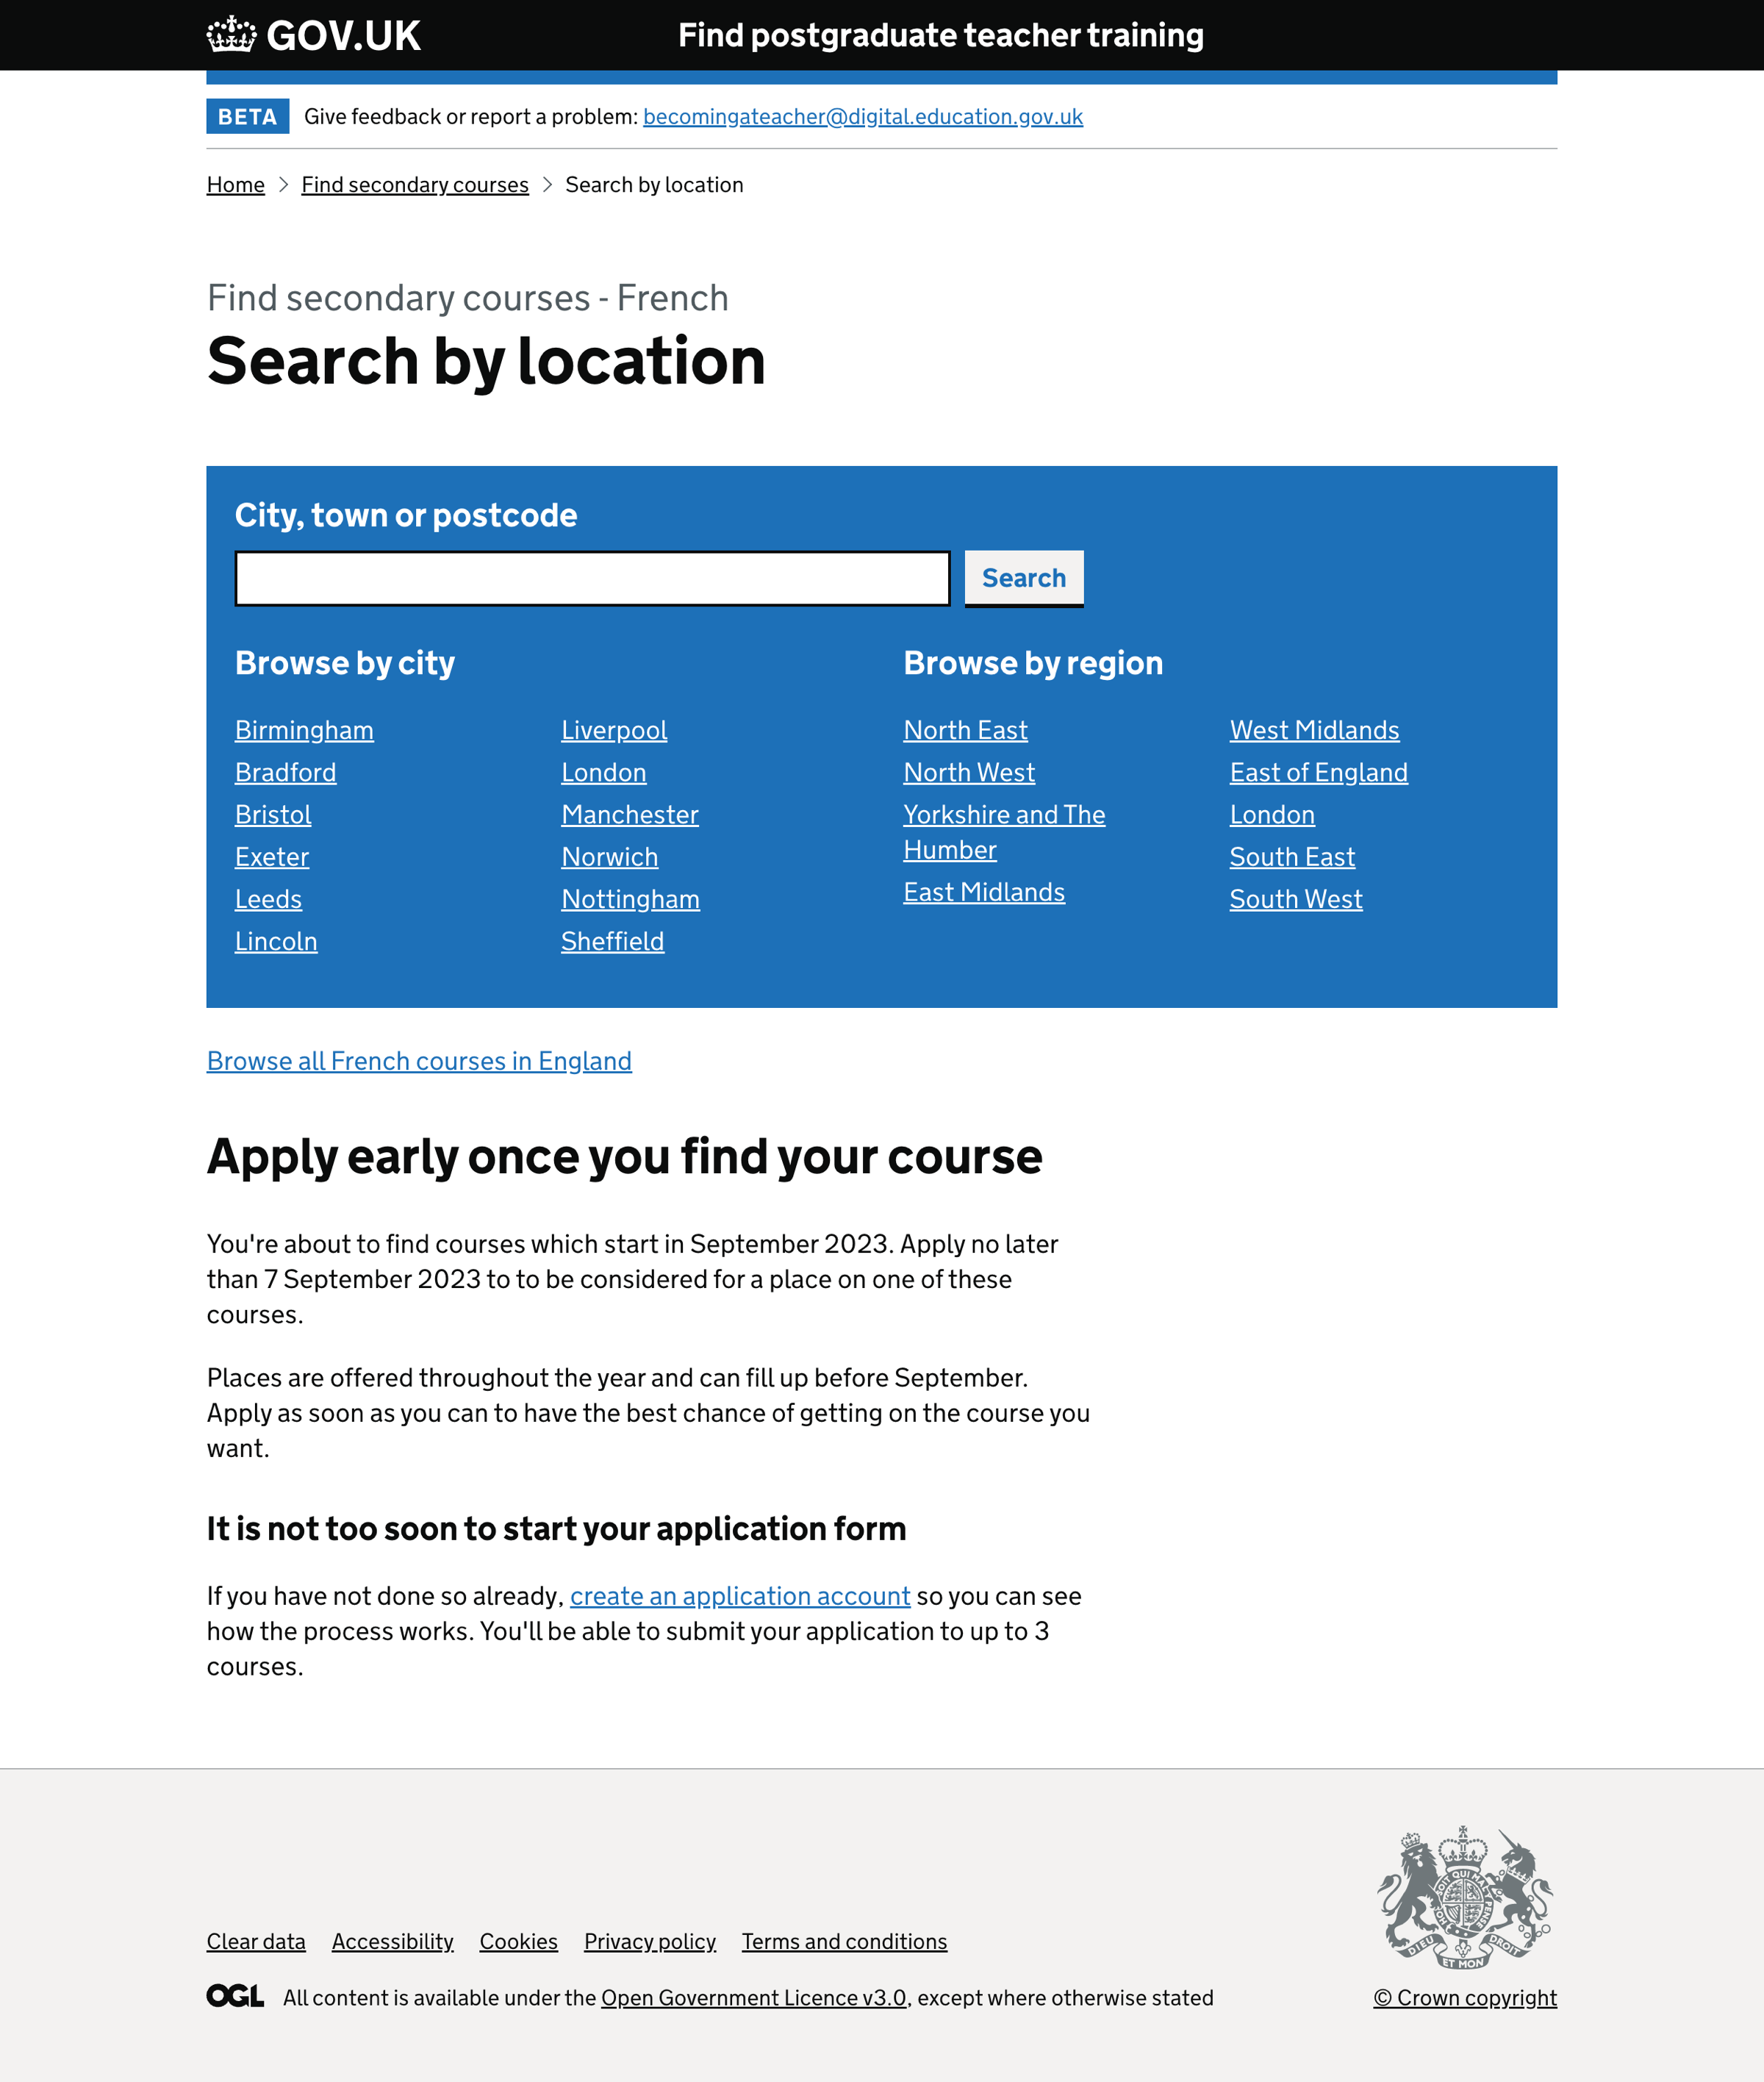 GOV.UK
Find postgraduate teacher training
BETA
Give feedback or report a problem: becomingateacher@digital.education.gov.uk
Home
Find secondary courses
Search by location
Find secondary courses - French
Search by location
City, town or postcode
Search
Browse by city
Birmingham
Bradford
Bristol
Exeter
Leeds
Lincoln
Liverpool
London
Manchester
Norwich
Nottingham
Sheffield
Browse by region
North East
North West
Yorkshire and The
Humber
East Midlands
West Midlands
East of England
London
South East
South West
Browse all French courses in England
Apply early once you find your course
You're about to find courses which start in September 2023. Apply no later
than 7 September 2023 to to be considered for a place on one of these
courses.
Places are offered throughout the year and can fill up before September.
Apply as soon as you can to have the best chance of getting on the course you
want.
It is not too soon to start your application form
If you have not done so already, create an application account so you can see
how the process works. You'll be able to submit your application to up to 3
courses.
Clear data
Accessibility
Cookies
Privacy policy
Terms and conditions
OGL
All content is available under the Open Government Licence v3.0, except where otherwise stated
DIEU
ET MON
DROIT
© Crown copyright